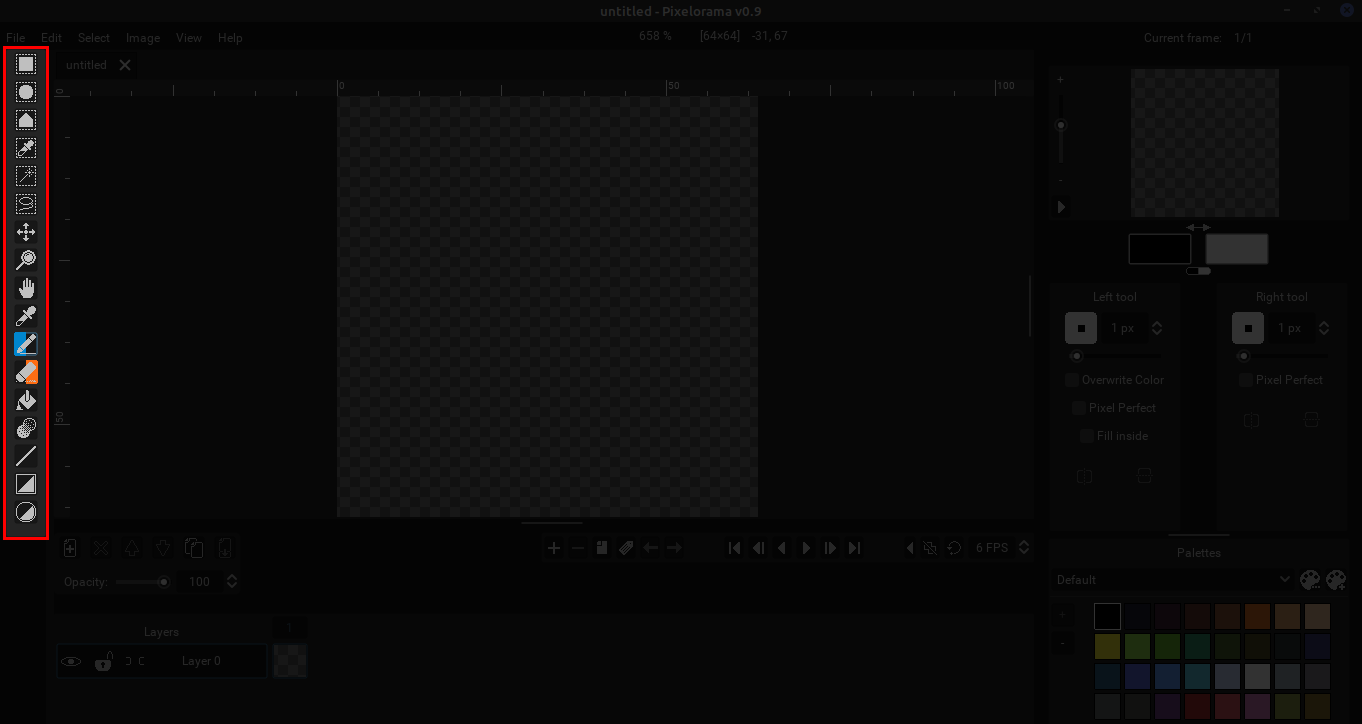 untitled - Pixelorama v0.9
File Edit Select Image View Help
658 % [64×64] -31, 67
Current frame: 1/1
untitled
0 50 100
0
50
+
-
Left tool
1 px
Overwrite Color
Pixel Perfect
Fill inside
Right tool
1 px
Pixel Perfect
6 FPS
Opacity: 100
Layers 1
Layer 0
Palettes
Default
+
-